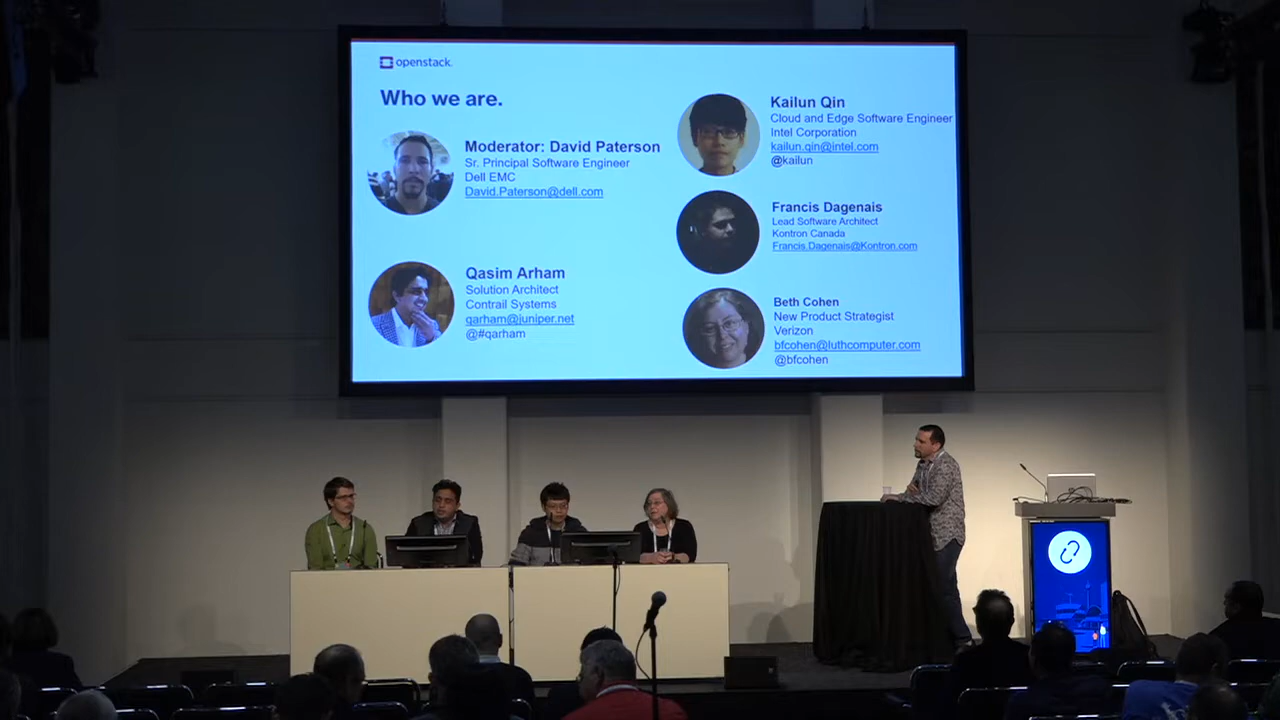 openstack.
Who we are.
Moderator: David Paterson
Sr. Principal Software Engineer
Dell EMC
David.Paterson@dell.com
Qasim Arham
Solution Architect
Contrail Systems
qarham@juniper.net
@#qarham
Kailun Qin
Cloud and Edge Software Engineer
Intel Corporation
kailun.qin@intel.com
@kailun
Francis Dagenais
Lead Software Architect
Kontron Canada
Francis.Dagenais@Kontron.com
Beth Cohen
New Product Strategist
Verizon
bfcohen@luthcomputer.com
@bfcohen